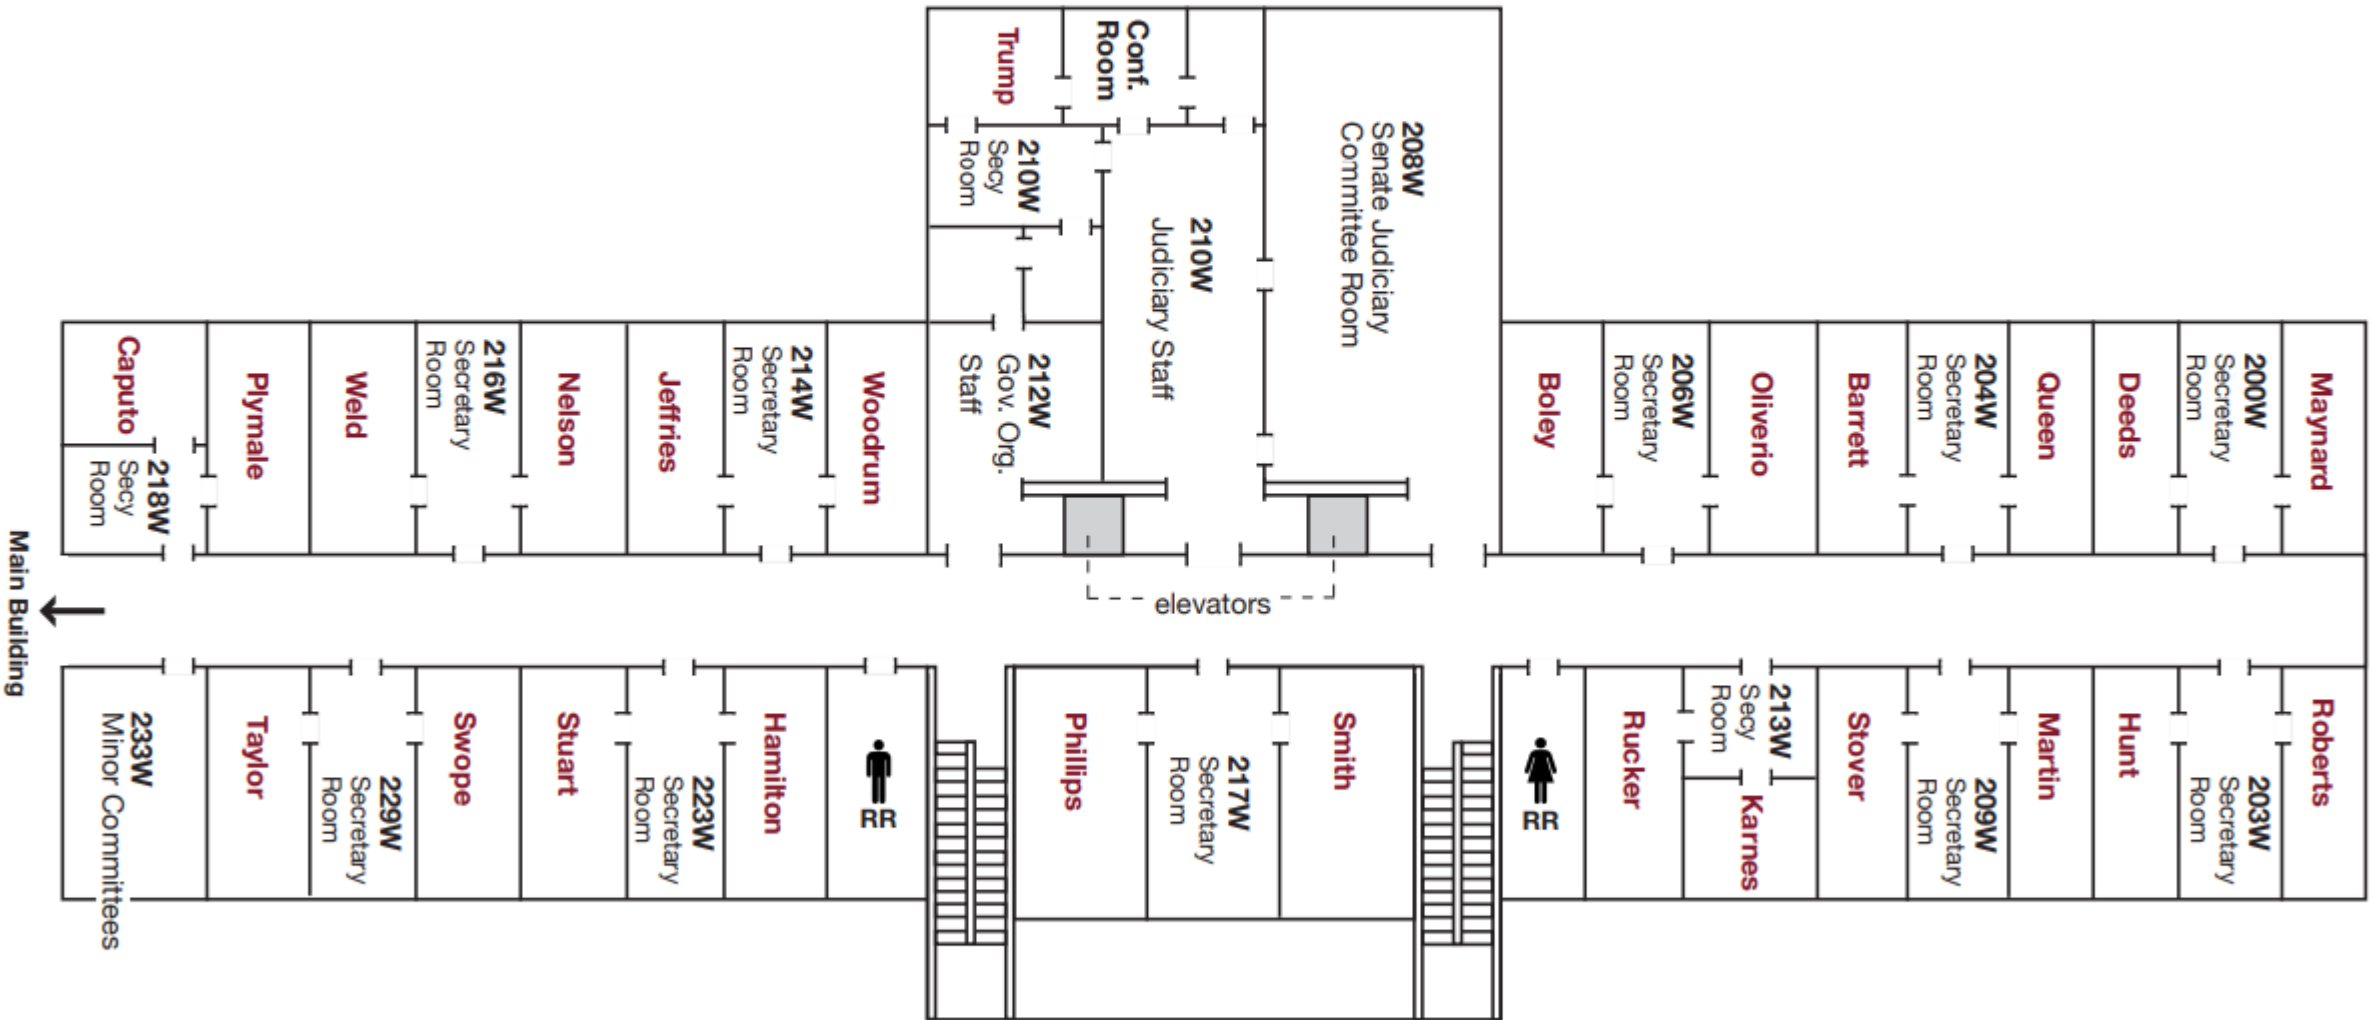 Trump
Conf.
Room
208W
Senate Judiciary
Committee Room
210W
Secy
Room
210W
Judiciary Staff
Caputo
218W
Secy
Room
Plymale
Weld
216W
Secretary
Room
Nelson
Jeffries
214W
Secretary
Room
Woodrum
212W
Gov. Org.
Staff
Boley
206W
Secretary
Room
Oliverio
Barrett
204W
Secretary
Room
Queen
Deeds
200W
Secretary
Room
Maynard
Main Building
elevators
233W
Minor Committees
Taylor
229W
Secretary
Room
Swope
Stuart
223W
Secretary
Room
Hamilton
RR
Phillips
217W
Secretary
Room
Smith
RR
Rucker
213W
Secy
Room
Karnes
Stover
209W
Secretary
Room
Martin
Hunt
203W
Secretary
Room
Roberts